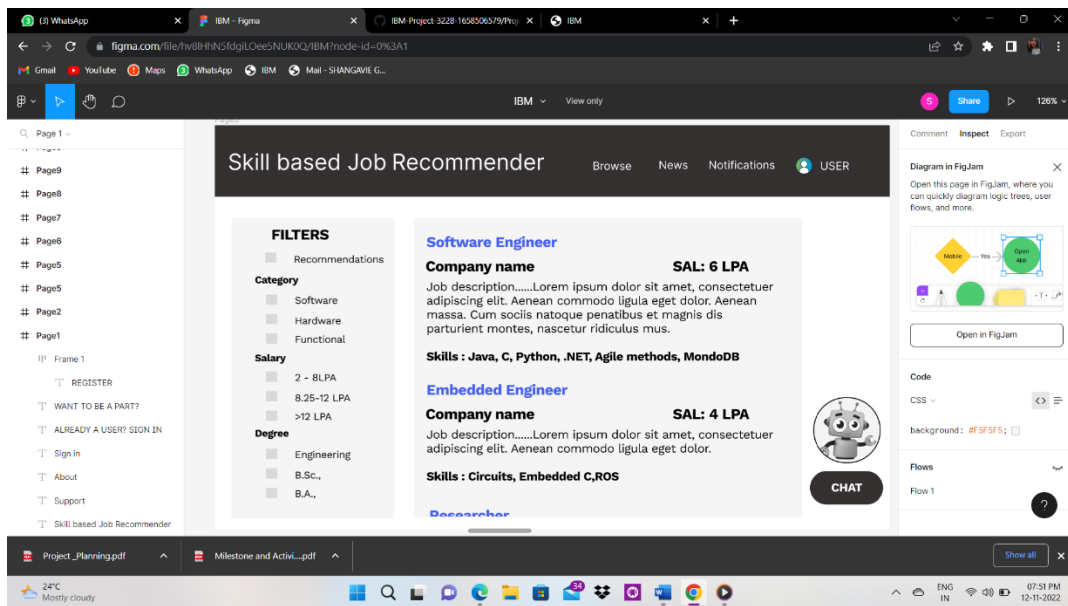 (3) WhatsApp
IBM – Figma
IBM-Project-3228-1658506579/Proj
IBM
figma.com/file/hv8lHhN5fdgiLOee5NUK0Q/IBM?node-id=0%3A1
Gmail YouTube Maps WhatsApp IBM Mail - SHANGAVIE G...
IBM View only
S Share 126%
Page 1
Page9
Page8
Page7
Page6
Page5
Page5
Page2
Page1
Frame 1
REGISTER
WANT TO BE A PART?
ALREADY A USER? SIGN IN
Sign in
About
Support
Skill based Job Recommender
Skill based Job Recommender Browse News Notifications USER
FILTERS
Recommendations
Category
Software
Hardware
Functional
Salary
2 - 8LPA
8.25-12 LPA
>12 LPA
Degree
Engineering
B.Sc.,
B.A.,
Software Engineer
Company name SAL: 6 LPA
Job description......Lorem ipsum dolor sit amet, consectetuer
adipiscing elit. Aenean commodo ligula eget dolor. Aenean
massa. Cum sociis natoque penatibus et magnis dis
parturient montes, nascetur ridiculus mus.
Skills : Java, C, Python, .NET, Agile methods, MondoDB
Embedded Engineer
Company name SAL: 4 LPA
Job description......Lorem ipsum dolor sit amet, consectetuer
adipiscing elit. Aenean commodo ligula eget dolor.
Skills : Circuits, Embedded C,ROS
Researcher
CHAT
Comment Inspect Export
Diagram in FigJam
Open this page in FigJam, where you
can quickly diagram logic trees, user
flows, and more.
Mobile Yes Open
app
Open in FigJam
Code
CSS
background: #F5F5F5;
Flows
Flow 1
?
Project _Planning.pdf
Milestone and Activi....pdf
Show all
24°C
Mostly cloudy
34
ENG
IN
07:51 PM
12-11-2022